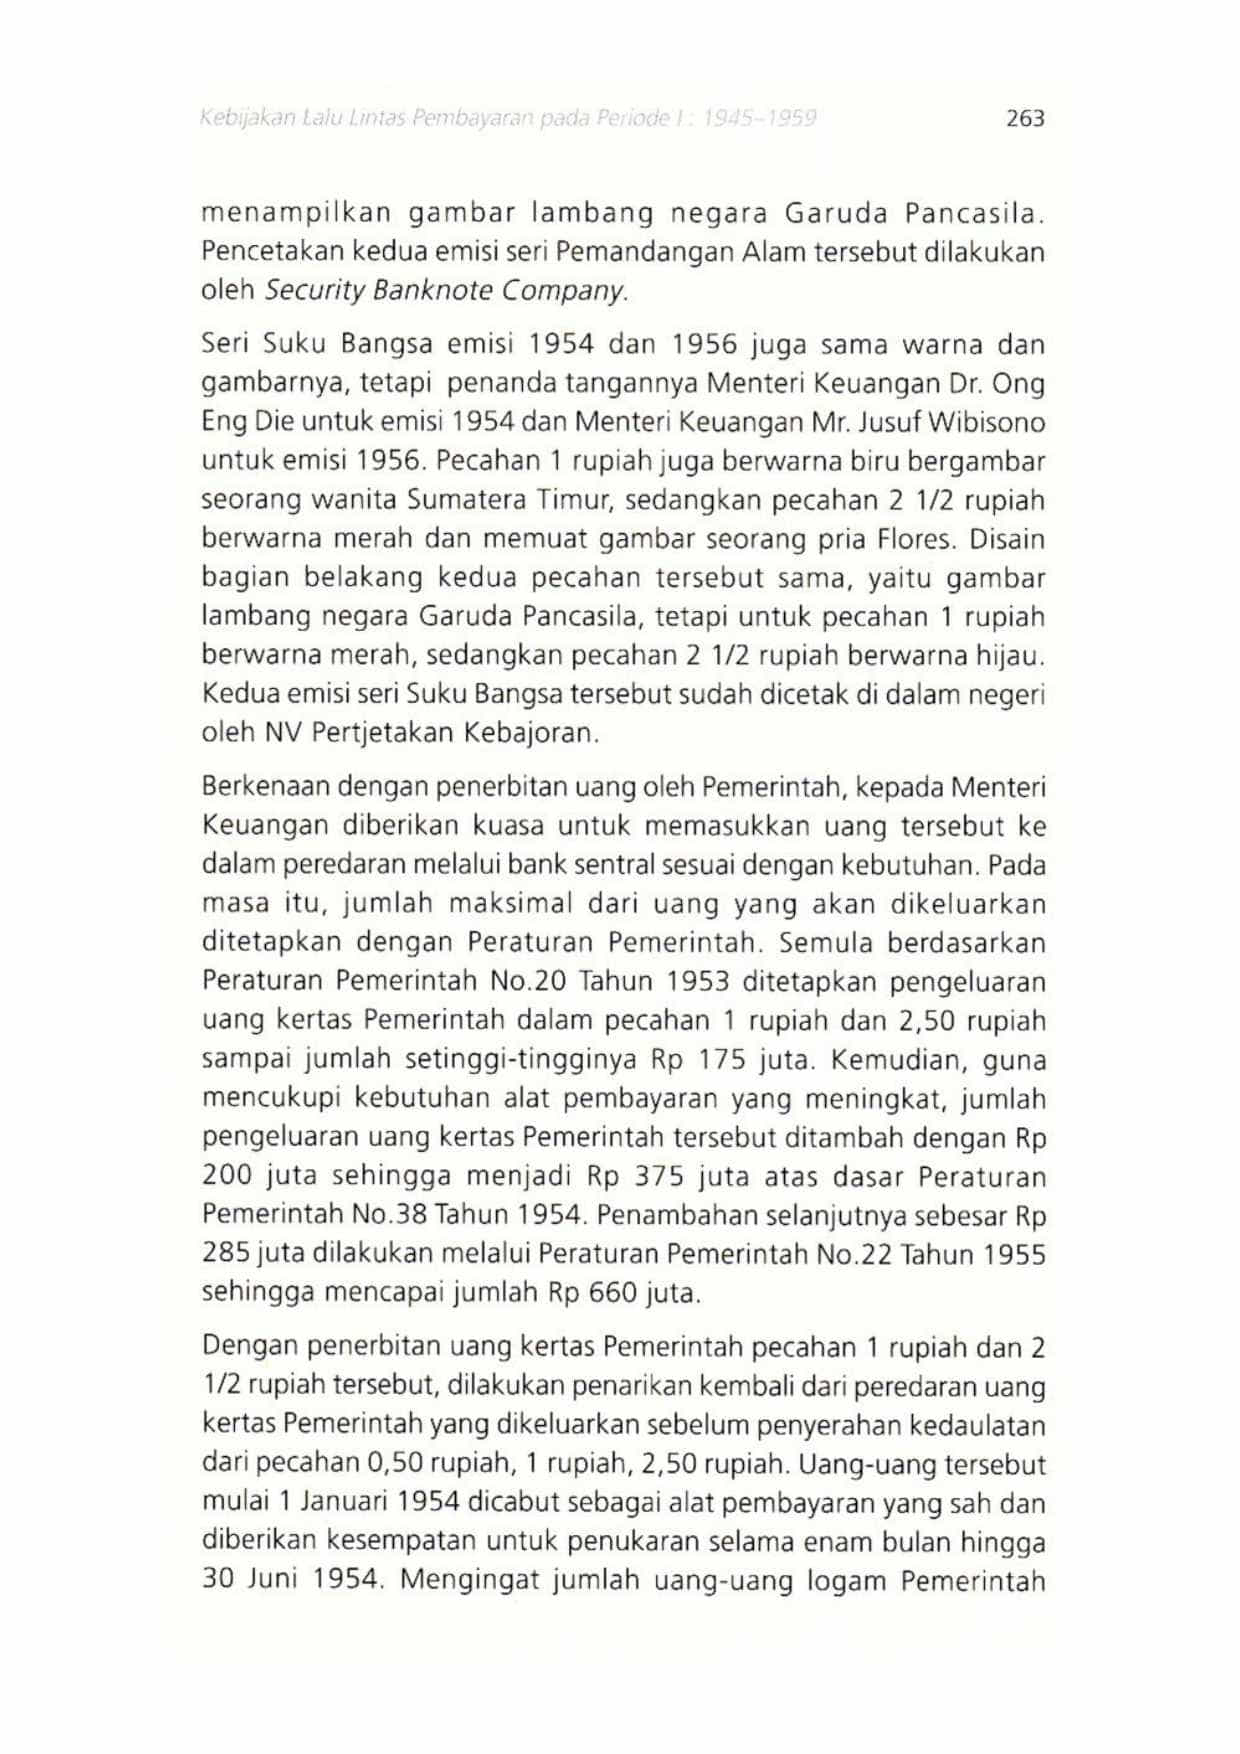 Kebijakan Lalu Lintas Pembayaran pada Periode I : 1945–1959 263
menampilkan gambar lambang negara Garuda Pancasila.
Pencetakan kedua emisi seri Pemandangan Alam tersebut dilakukan
oleh Security Banknote Company.
Seri Suku Bangsa emisi 1954 dan 1956 juga sama warna dan
gambarnya, tetapi penanda tangannya Menteri Keuangan Dr. Ong
Eng Die untuk emisi 1954 dan Menteri Keuangan Mr. Jusuf Wibisono
untuk emisi 1956. Pecahan 1 rupiah juga berwarna biru bergambar
seorang wanita Sumatera Timur, sedangkan pecahan 2 1/2 rupiah
berwarna merah dan memuat gambar seorang pria Flores. Disain
bagian belakang kedua pecahan tersebut sama, yaitu gambar
lambang negara Garuda Pancasila, tetapi untuk pecahan 1 rupiah
berwarna merah, sedangkan pecahan 2 1/2 rupiah berwarna hijau.
Kedua emisi seri Suku Bangsa tersebut sudah dicetak di dalam negeri
oleh NV Pertjetakan Kebajoran.
Berkenaan dengan penerbitan uang oleh Pemerintah, kepada Menteri
Keuangan diberikan kuasa untuk memasukkan uang tersebut ke
dalam peredaran melalui bank sentral sesuai dengan kebutuhan. Pada
masa itu, jumlah maksimal dari uang yang akan dikeluarkan
ditetapkan dengan Peraturan Pemerintah. Semula berdasarkan
Peraturan Pemerintah No.20 Tahun 1953 ditetapkan pengeluaran
uang kertas Pemerintah dalam pecahan 1 rupiah dan 2,50 rupiah
sampai jumlah setinggi-tingginya Rp 175 juta. Kemudian, guna
mencukupi kebutuhan alat pembayaran yang meningkat, jumlah
pengeluaran uang kertas Pemerintah tersebut ditambah dengan Rp
200 juta sehingga menjadi Rp 375 juta atas dasar Peraturan
Pemerintah No.38 Tahun 1954. Penambahan selanjutnya sebesar Rp
285 juta dilakukan melalui Peraturan Pemerintah No.22 Tahun 1955
sehingga mencapai jumlah Rp 660 juta.
Dengan penerbitan uang kertas Pemerintah pecahan 1 rupiah dan 2
1/2 rupiah tersebut, dilakukan penarikan kembali dari peredaran uang
kertas Pemerintah yang dikeluarkan sebelum penyerahan kedaulatan
dari pecahan 0,50 rupiah, 1 rupiah, 2,50 rupiah. Uang-uang tersebut
mulai 1 Januari 1954 dicabut sebagai alat pembayaran yang sah dan
diberikan kesempatan untuk penukaran selama enam bulan hingga
30 Juni 1954. Mengingat jumlah uang-uang logam Pemerintah